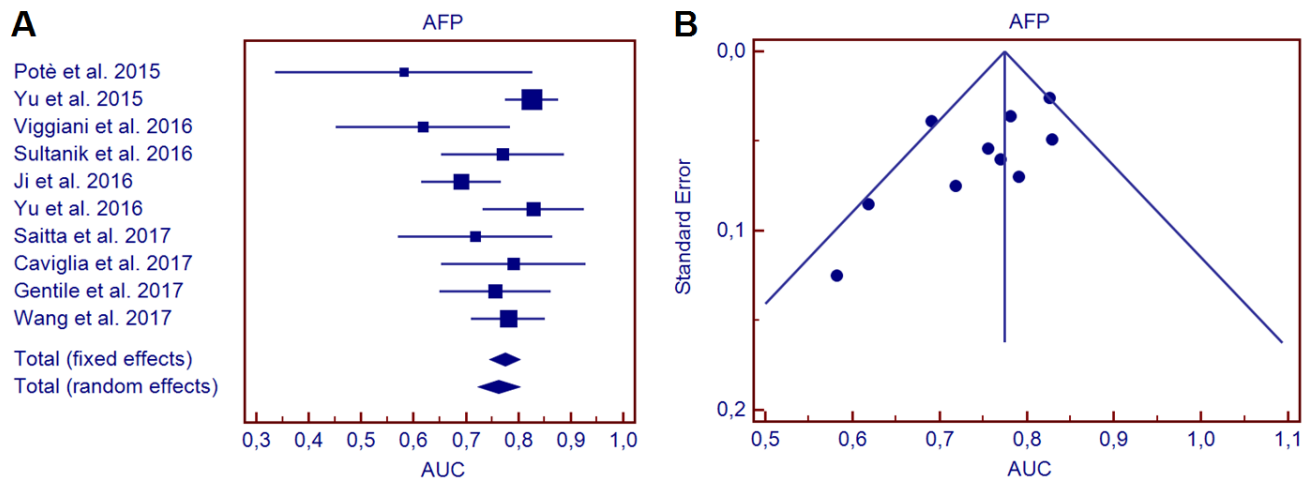 A
AFP
Potè et al. 2015
Yu et al. 2015
Viggiani et al. 2016
Sultanik et al. 2016
Ji et al. 2016
Yu et al. 2016
Saitta et al. 2017
Caviglia et al. 2017
Gentile et al. 2017
Wang et al. 2017
Total (fixed effects)
Total (random effects)
0,3 0,4 0,5 0,6 0,7 0,8 0,9 1,0
AUC
B
AFP
Standard Error
0,0
0,1
0,2
0,5 0,6 0,7 0,8 0,9 1,0 1,1
AUC